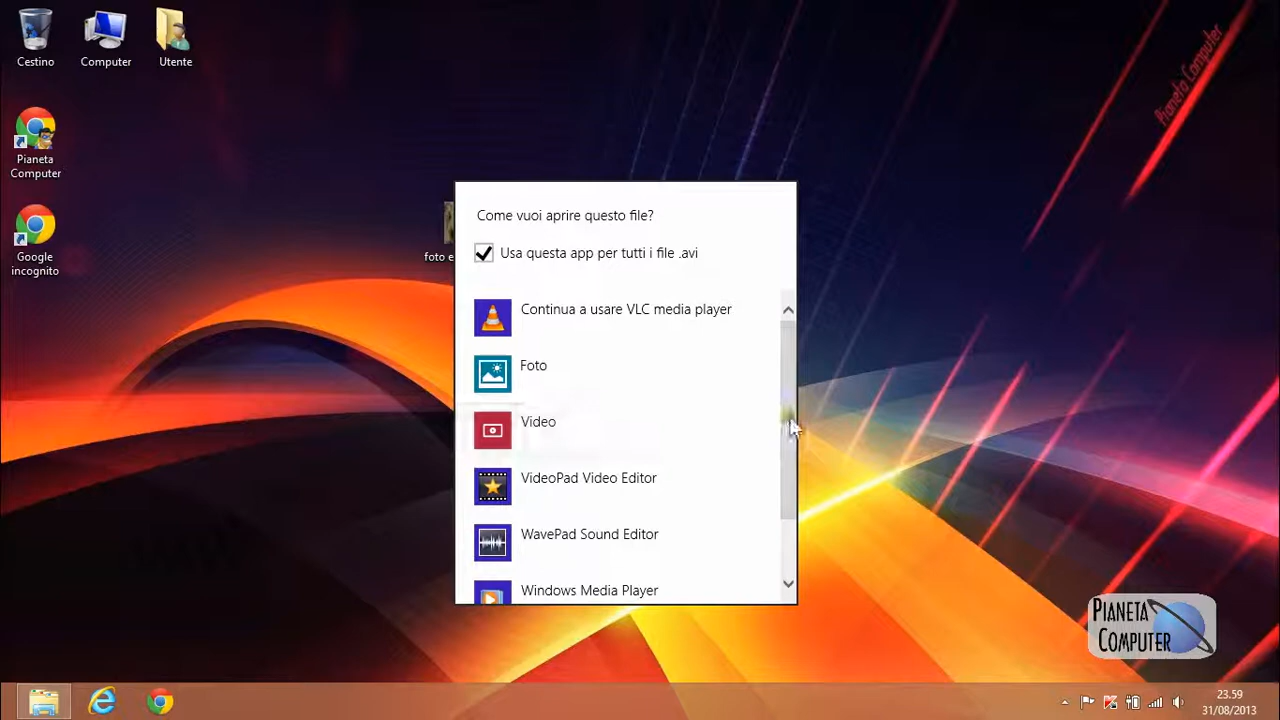 Cestino
Computer
Utente
Pianeta Computer
Pianeta
Computer
Google
incognito
foto e
Come vuoi aprire questo file?
Usa questa app per tutti i file .avi
Continua a usare VLC media player
Foto
Video
VideoPad Video Editor
WavePad Sound Editor
Windows Media Player
PIANETA
COMPUTER
23.59
31/08/2013